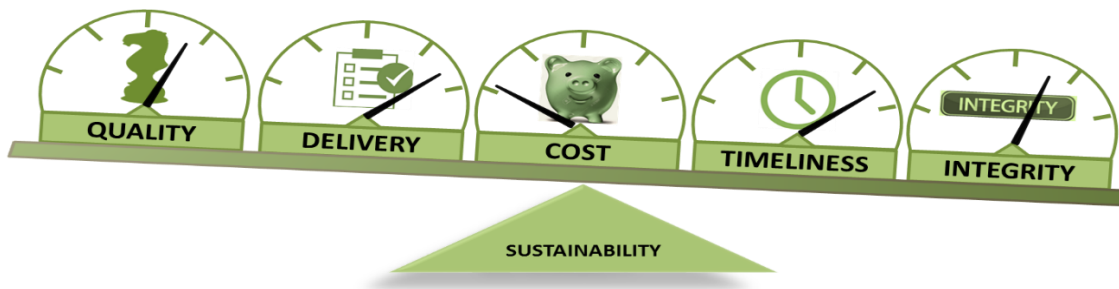 INTEGRITY
QUALITY
DELIVERY
COST
TIMELINESS
INTEGRITY
SUSTAINABILITY